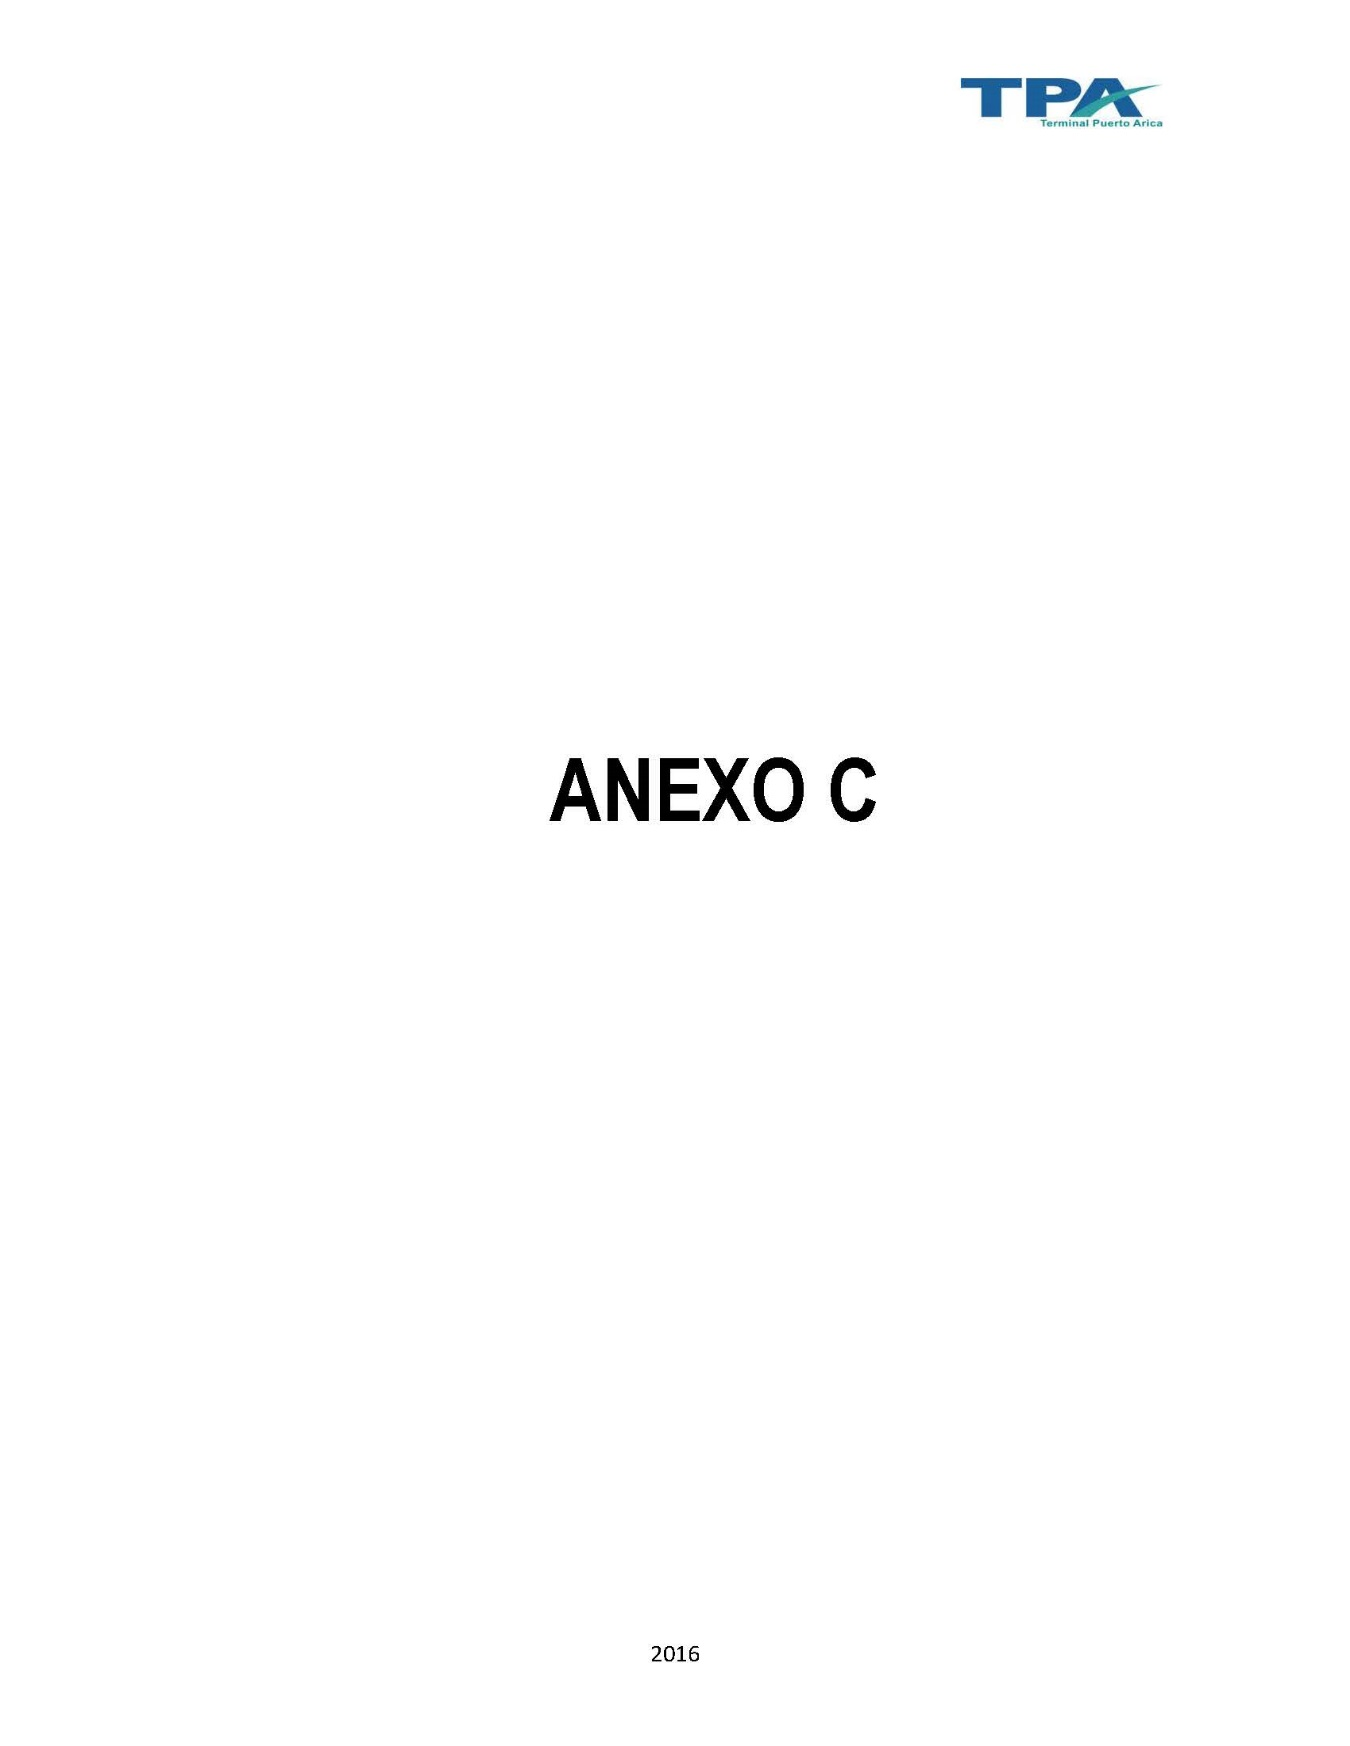 TPA
Terminal Puerto Arica
ANEXO C
2016